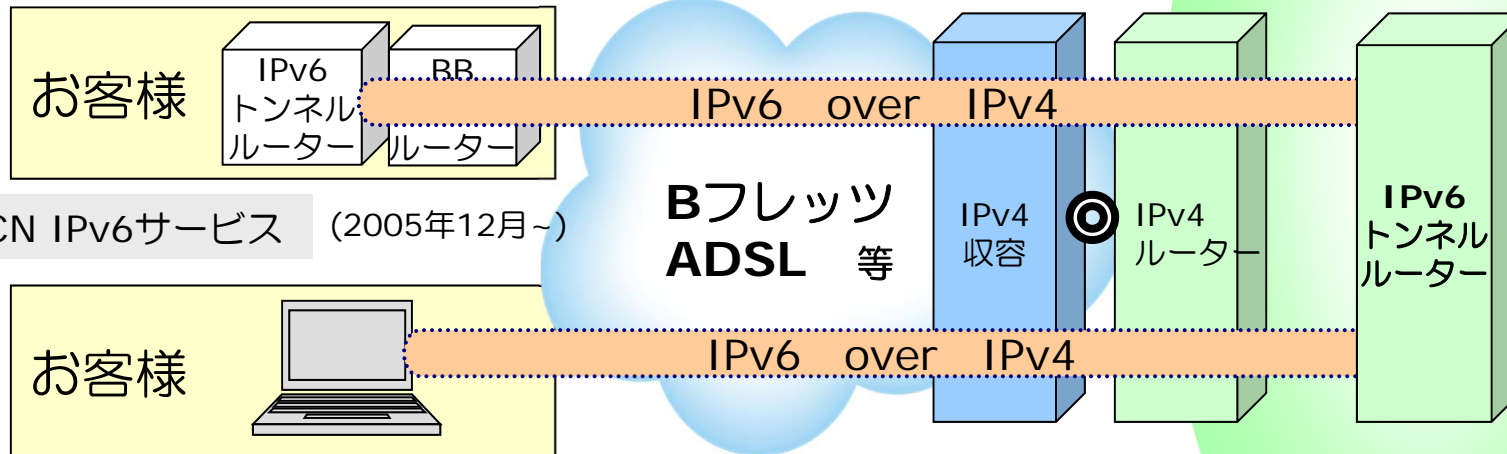 お客様
IPv6
トンネル
ルーター
BB
ルーター
IPv6 over IPv4
CN IPv6サービス (2005年12月~)
Bフレッツ
ADSL 等
IPv4
収容
IPv4
ルーター
IPv6
トンネル
ルーター
お客様
IPv6 over IPv4